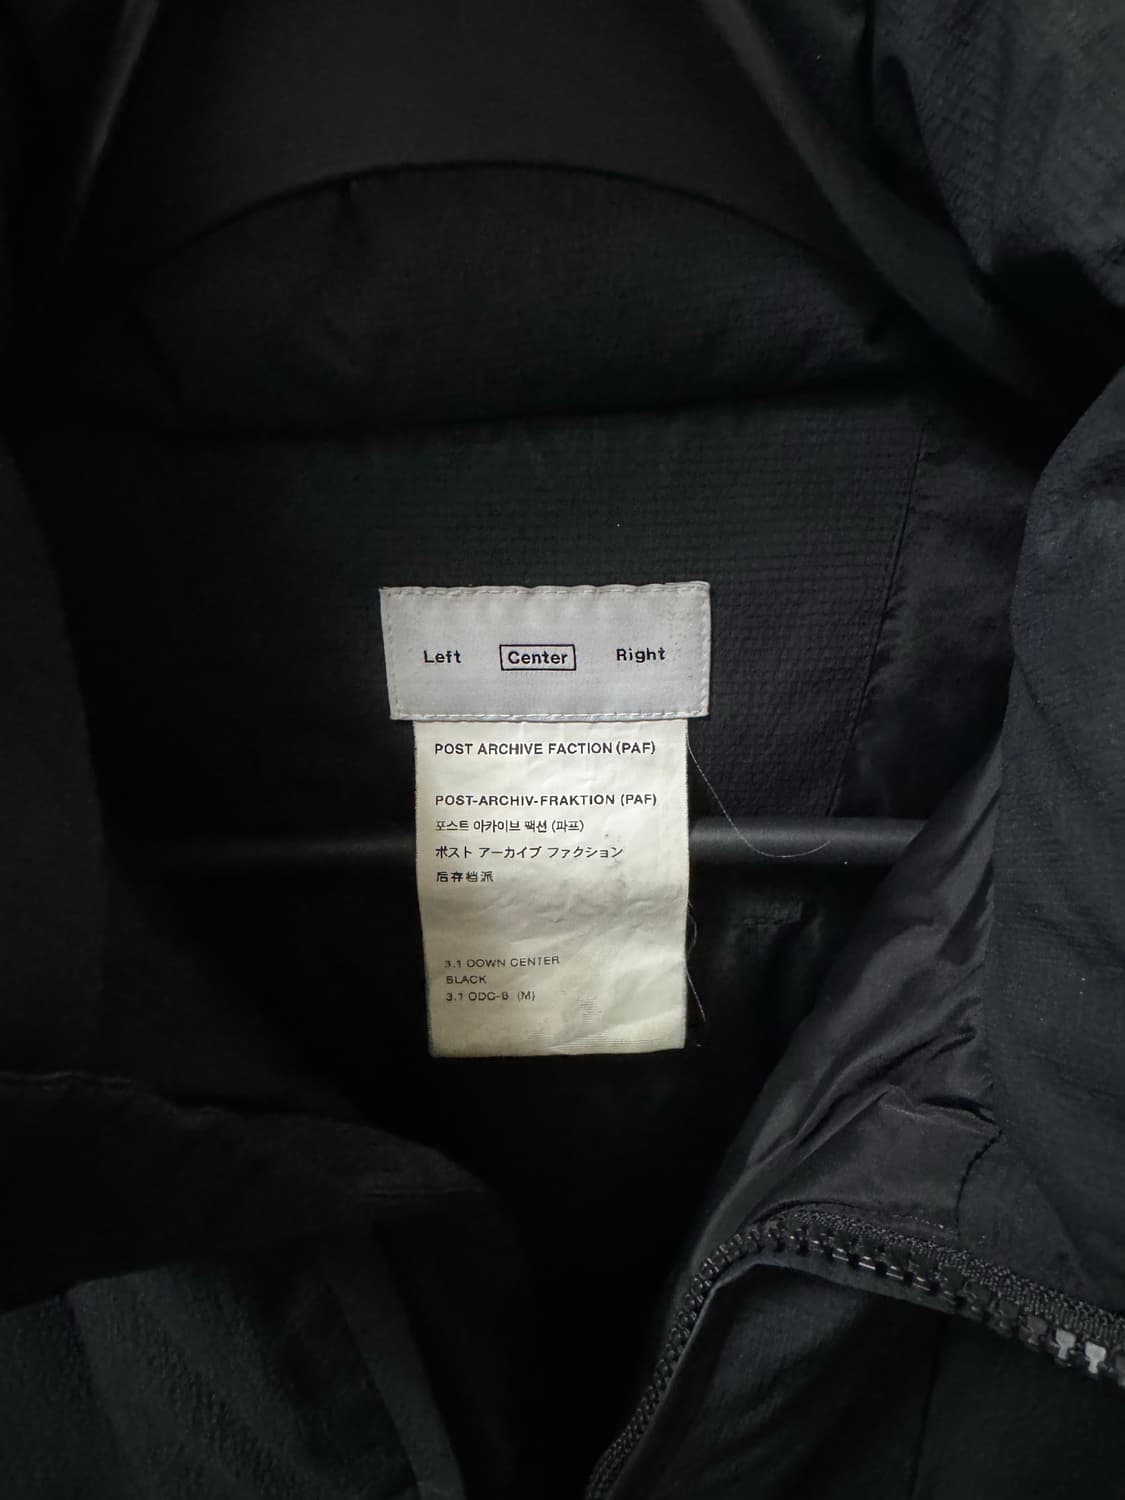 Left Center Right
POST ARCHIVE FACTION (PAF)
POST-ARCHIV-FRAKTION (PAF)
포스트 아카이브 팩션 (파프)
ポスト アーカイブ ファクション
后存档派
3.1 DOWN CENTER
BLACK
3.1 ODC-B (M)